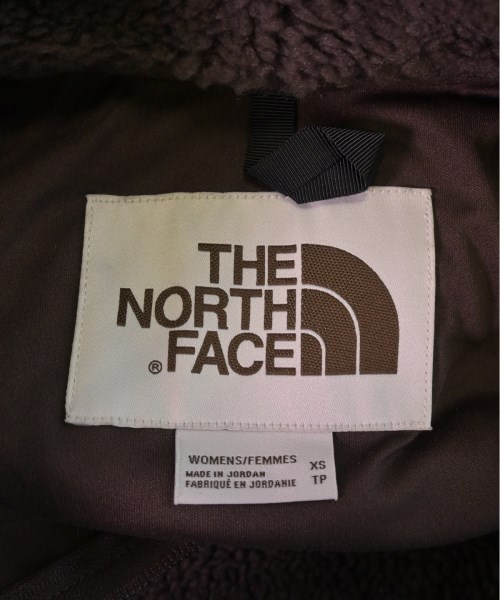 THE
NORTH
® FACE
WOMENS/FEMMES XS
MADE IN JORDAN TP
FABRIQUÉ EN JORDANIE